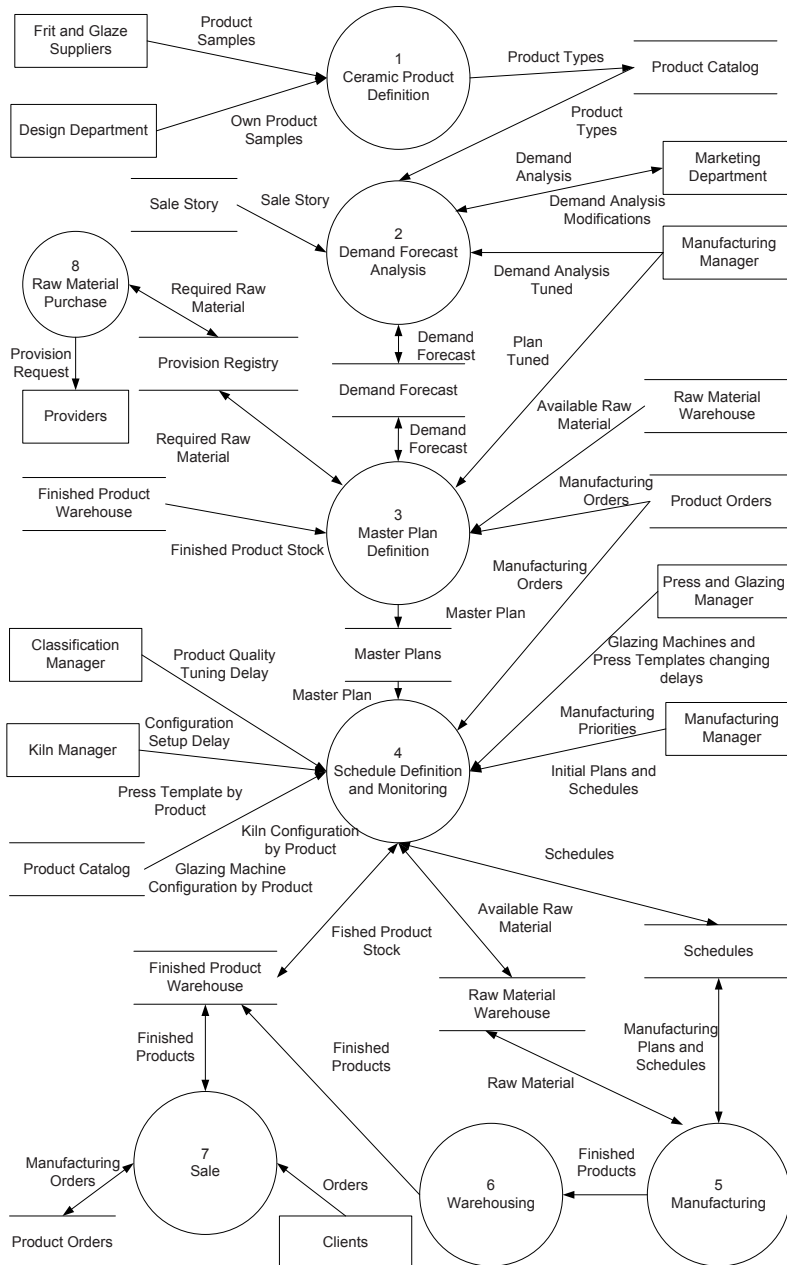 Frit and Glaze
Suppliers
Product
Samples
1
Ceramic Product
Definition
Product Types
Product Catalog
Design Department
Own Product
Samples
Product
Types
Sale Story
Sale Story
2
Demand Forecast
Analysis
Demand
Analysis
Marketing
Department
Demand Analysis
Modifications
Manufacturing
Manager
Demand Analysis
Tuned
8
Raw Material
Purchase
Required Raw
Material
Provision
Request
Provision Registry
Providers
Demand
Forecast
Plan
Tuned
Demand Forecast
Demand
Forecast
Required Raw
Material
Available Raw
Material
Raw Material
Warehouse
Finished Product
Warehouse
Finished Product Stock
3
Master Plan
Definition
Manufacturing
Orders
Product Orders
Manufacturing
Orders
Master Plan
Press and Glazing
Manager
Classification
Manager
Product Quality
Tuning Delay
Master Plans
Glazing Machines and
Press Templates changing
delays
Master Plan
Kiln Manager
Configuration
Setup Delay
4
Schedule Definition
and Monitoring
Manufacturing
Priorities
Manufacturing
Manager
Initial Plans and
Schedules
Press Template by
Product
Kiln Configuration
by Product
Product Catalog
Glazing Machine
Configuration by Product
Schedules
Fished Product
Stock
Available Raw
Material
Schedules
Finished Product
Warehouse
Raw Material
Warehouse
Finished
Products
Finished
Products
Manufacturing
Plans and
Schedules
Raw Material
7
Sale
Manufacturing
Orders
Orders
Product Orders
Clients
6
Warehousing
Finished
Products
5
Manufacturing